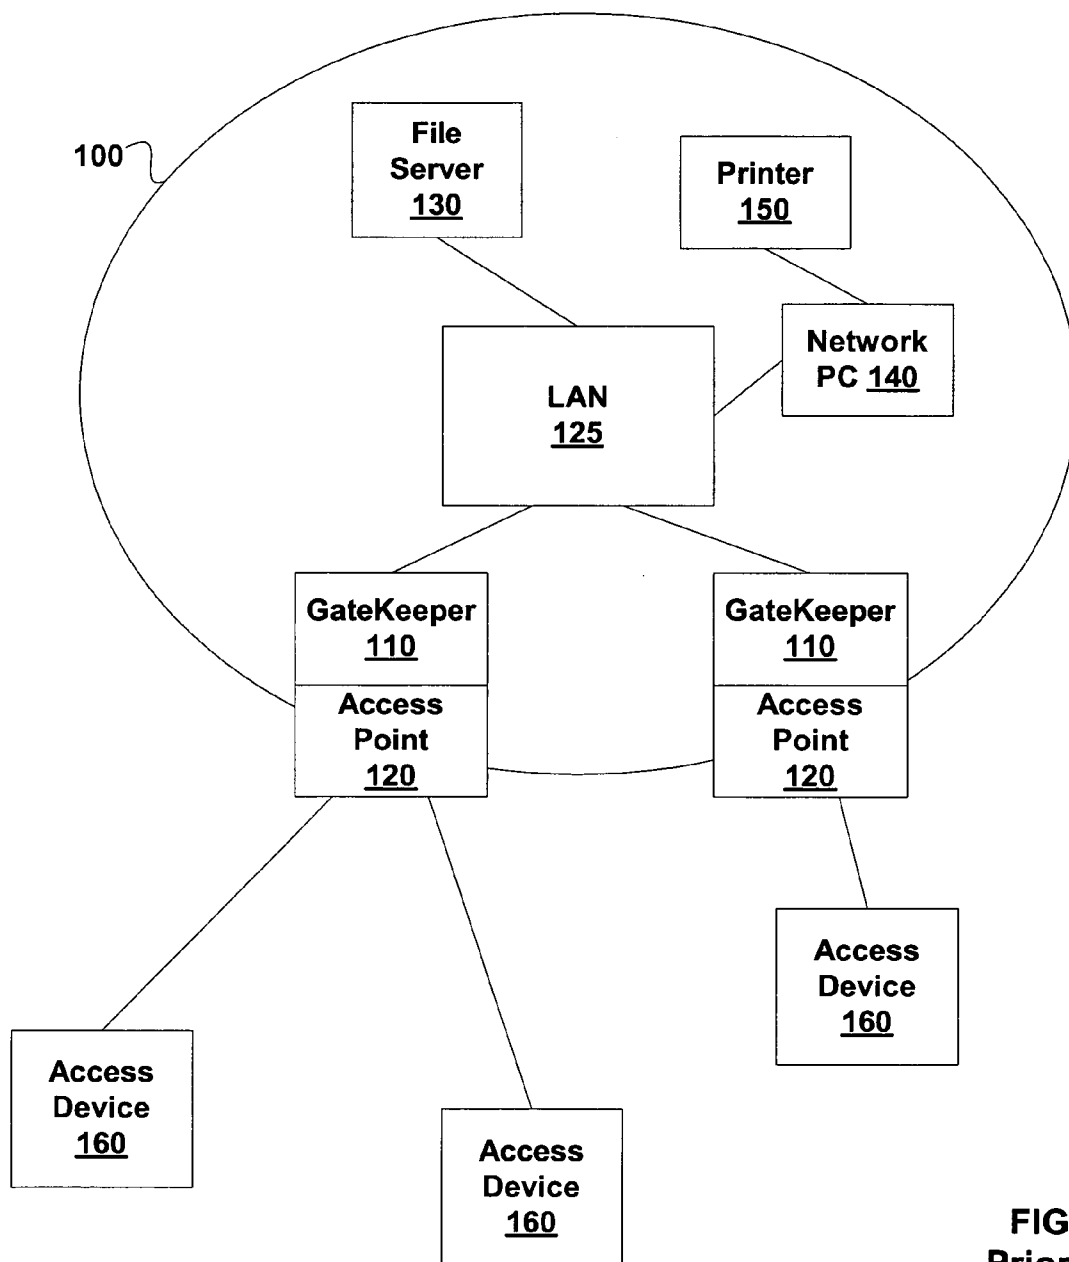 100
File
Server
130
Printer
150
Network
PC 140
LAN
125
GateKeeper
110
Access
Point
120
GateKeeper
110
Access
Point
120
Access
Device
160
Access
Device
160
Access
Device
160
FIG
Prior